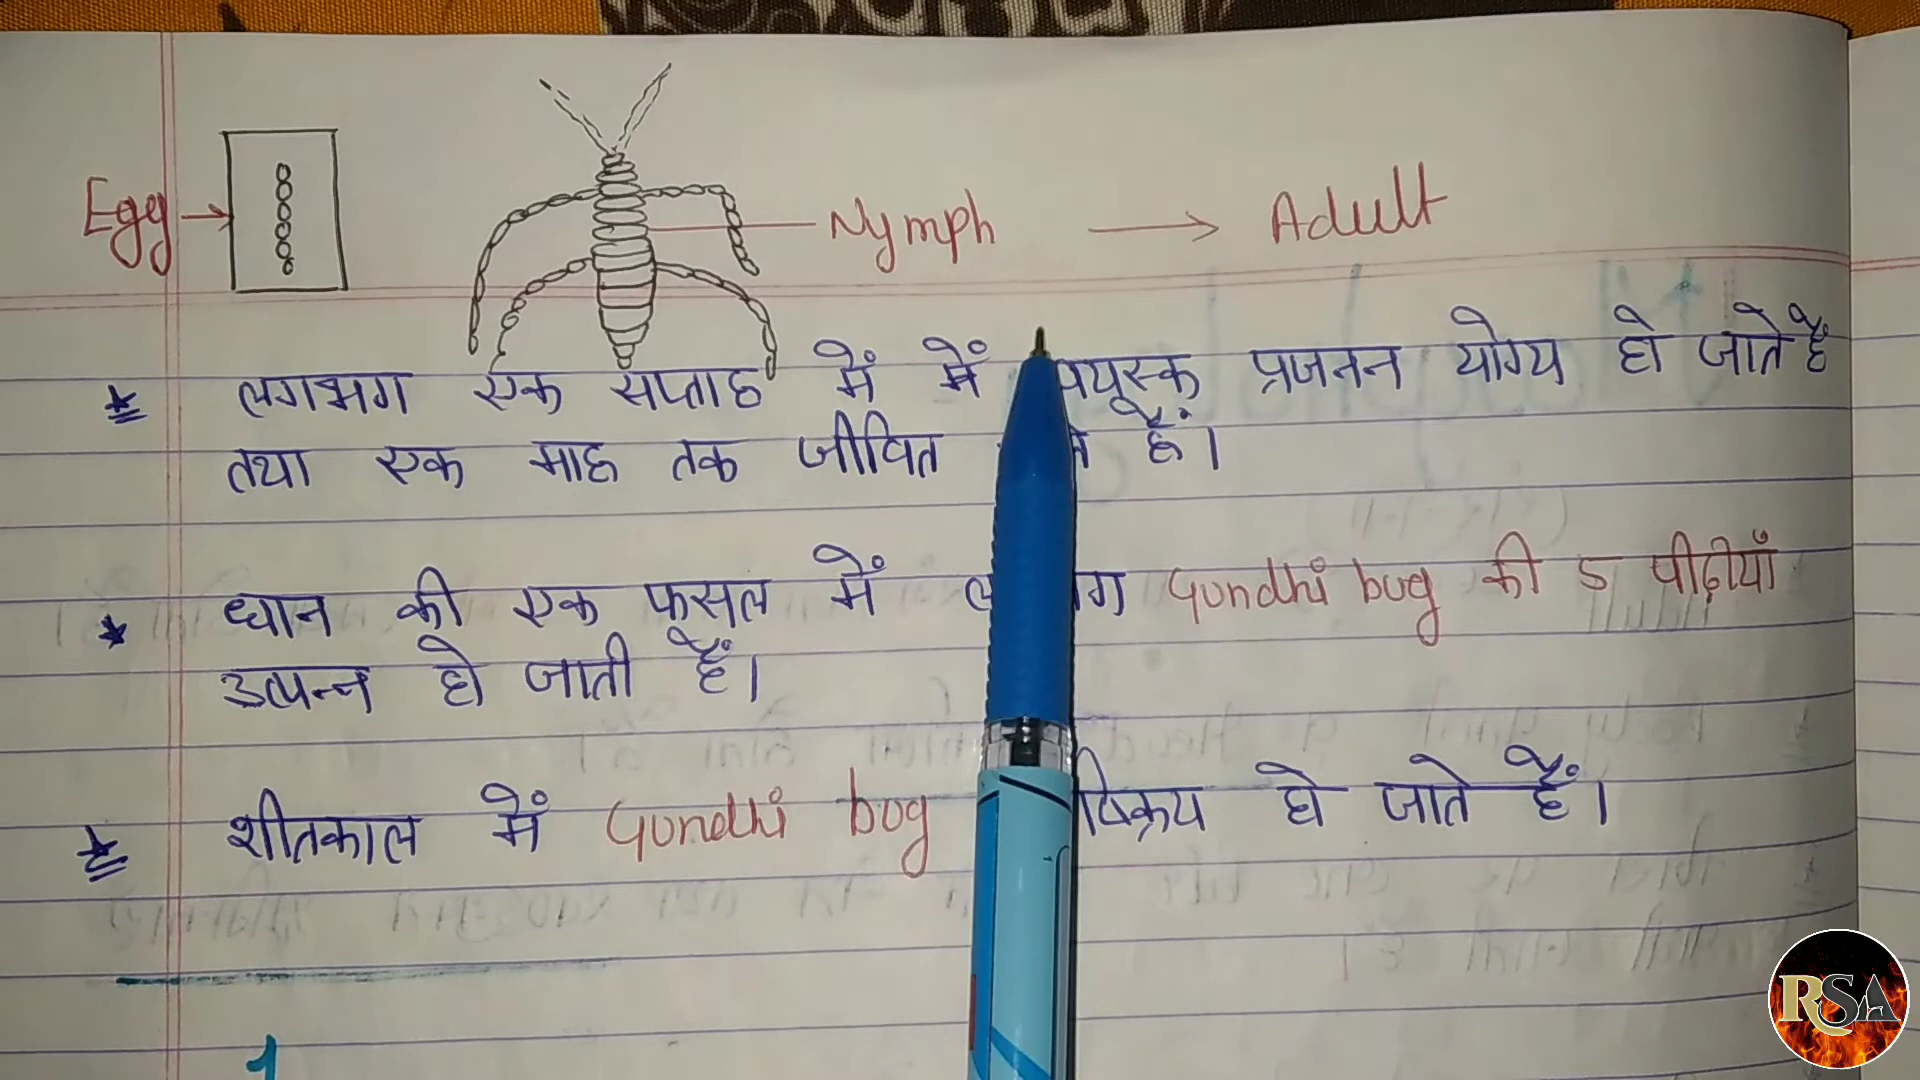 Egg Nymph Adult
लगभग एक सप्ताह में में वयूस्क प्रजनन योग्य हो जाते हैं
तथा एक माह तक जीवित हैं।
धान की एक फसल में Gundhi bug की 5 पीढ़ीयाँ
उत्पन्न हो जाती हैं।
शीतकाल में Gundhi bug हो जाते हैं।
RSA